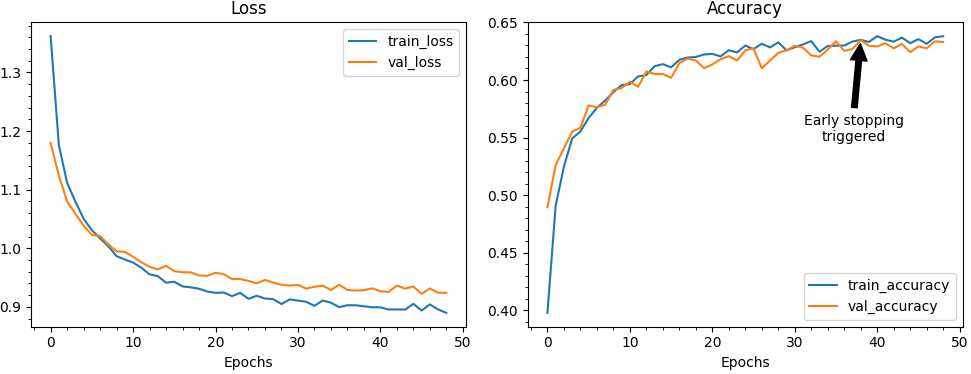 Loss
train_loss
val_loss
1.3
1.2
1.1
1.0
0.9
0
10
20
30
40
50
Epochs
Accuracy
0.65
0.60
0.55
0.50
0.45
0.40
Early stopping
triggered
train_accuracy
val_accuracy
0
10
20
30
40
50
Epochs